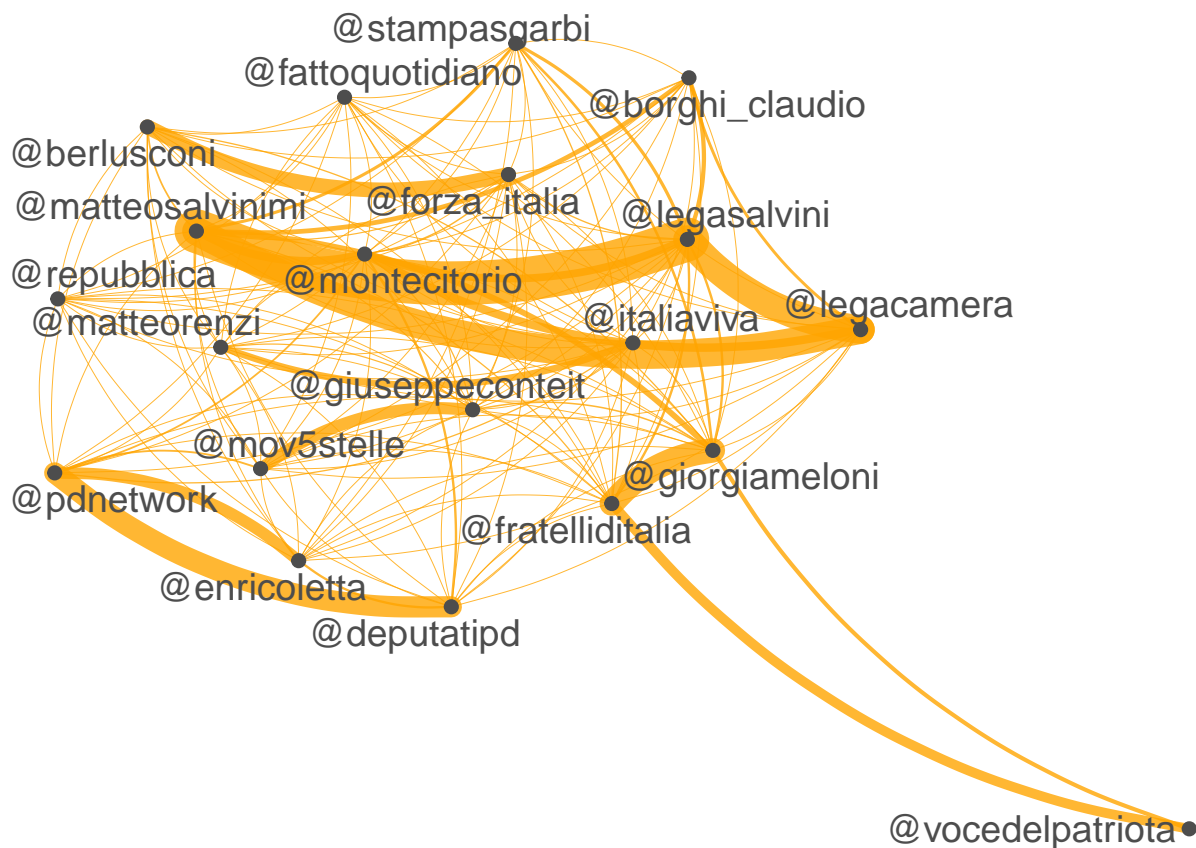 @stampasgarbi
@fattoquotidiano
@borghi_claudio
@berlusconi
@matteosalvinimi
@forza_italia
@legasalvini
@repubblica
@montecitorio
@legacamera
@matteorenzi
@italiaviva
@giuseppeconteit
@mov5stelle
@giorgiameloni
@pdnetwork
@fratelliditalia
@enricoletta
@deputatipd
@vocedelpatriota